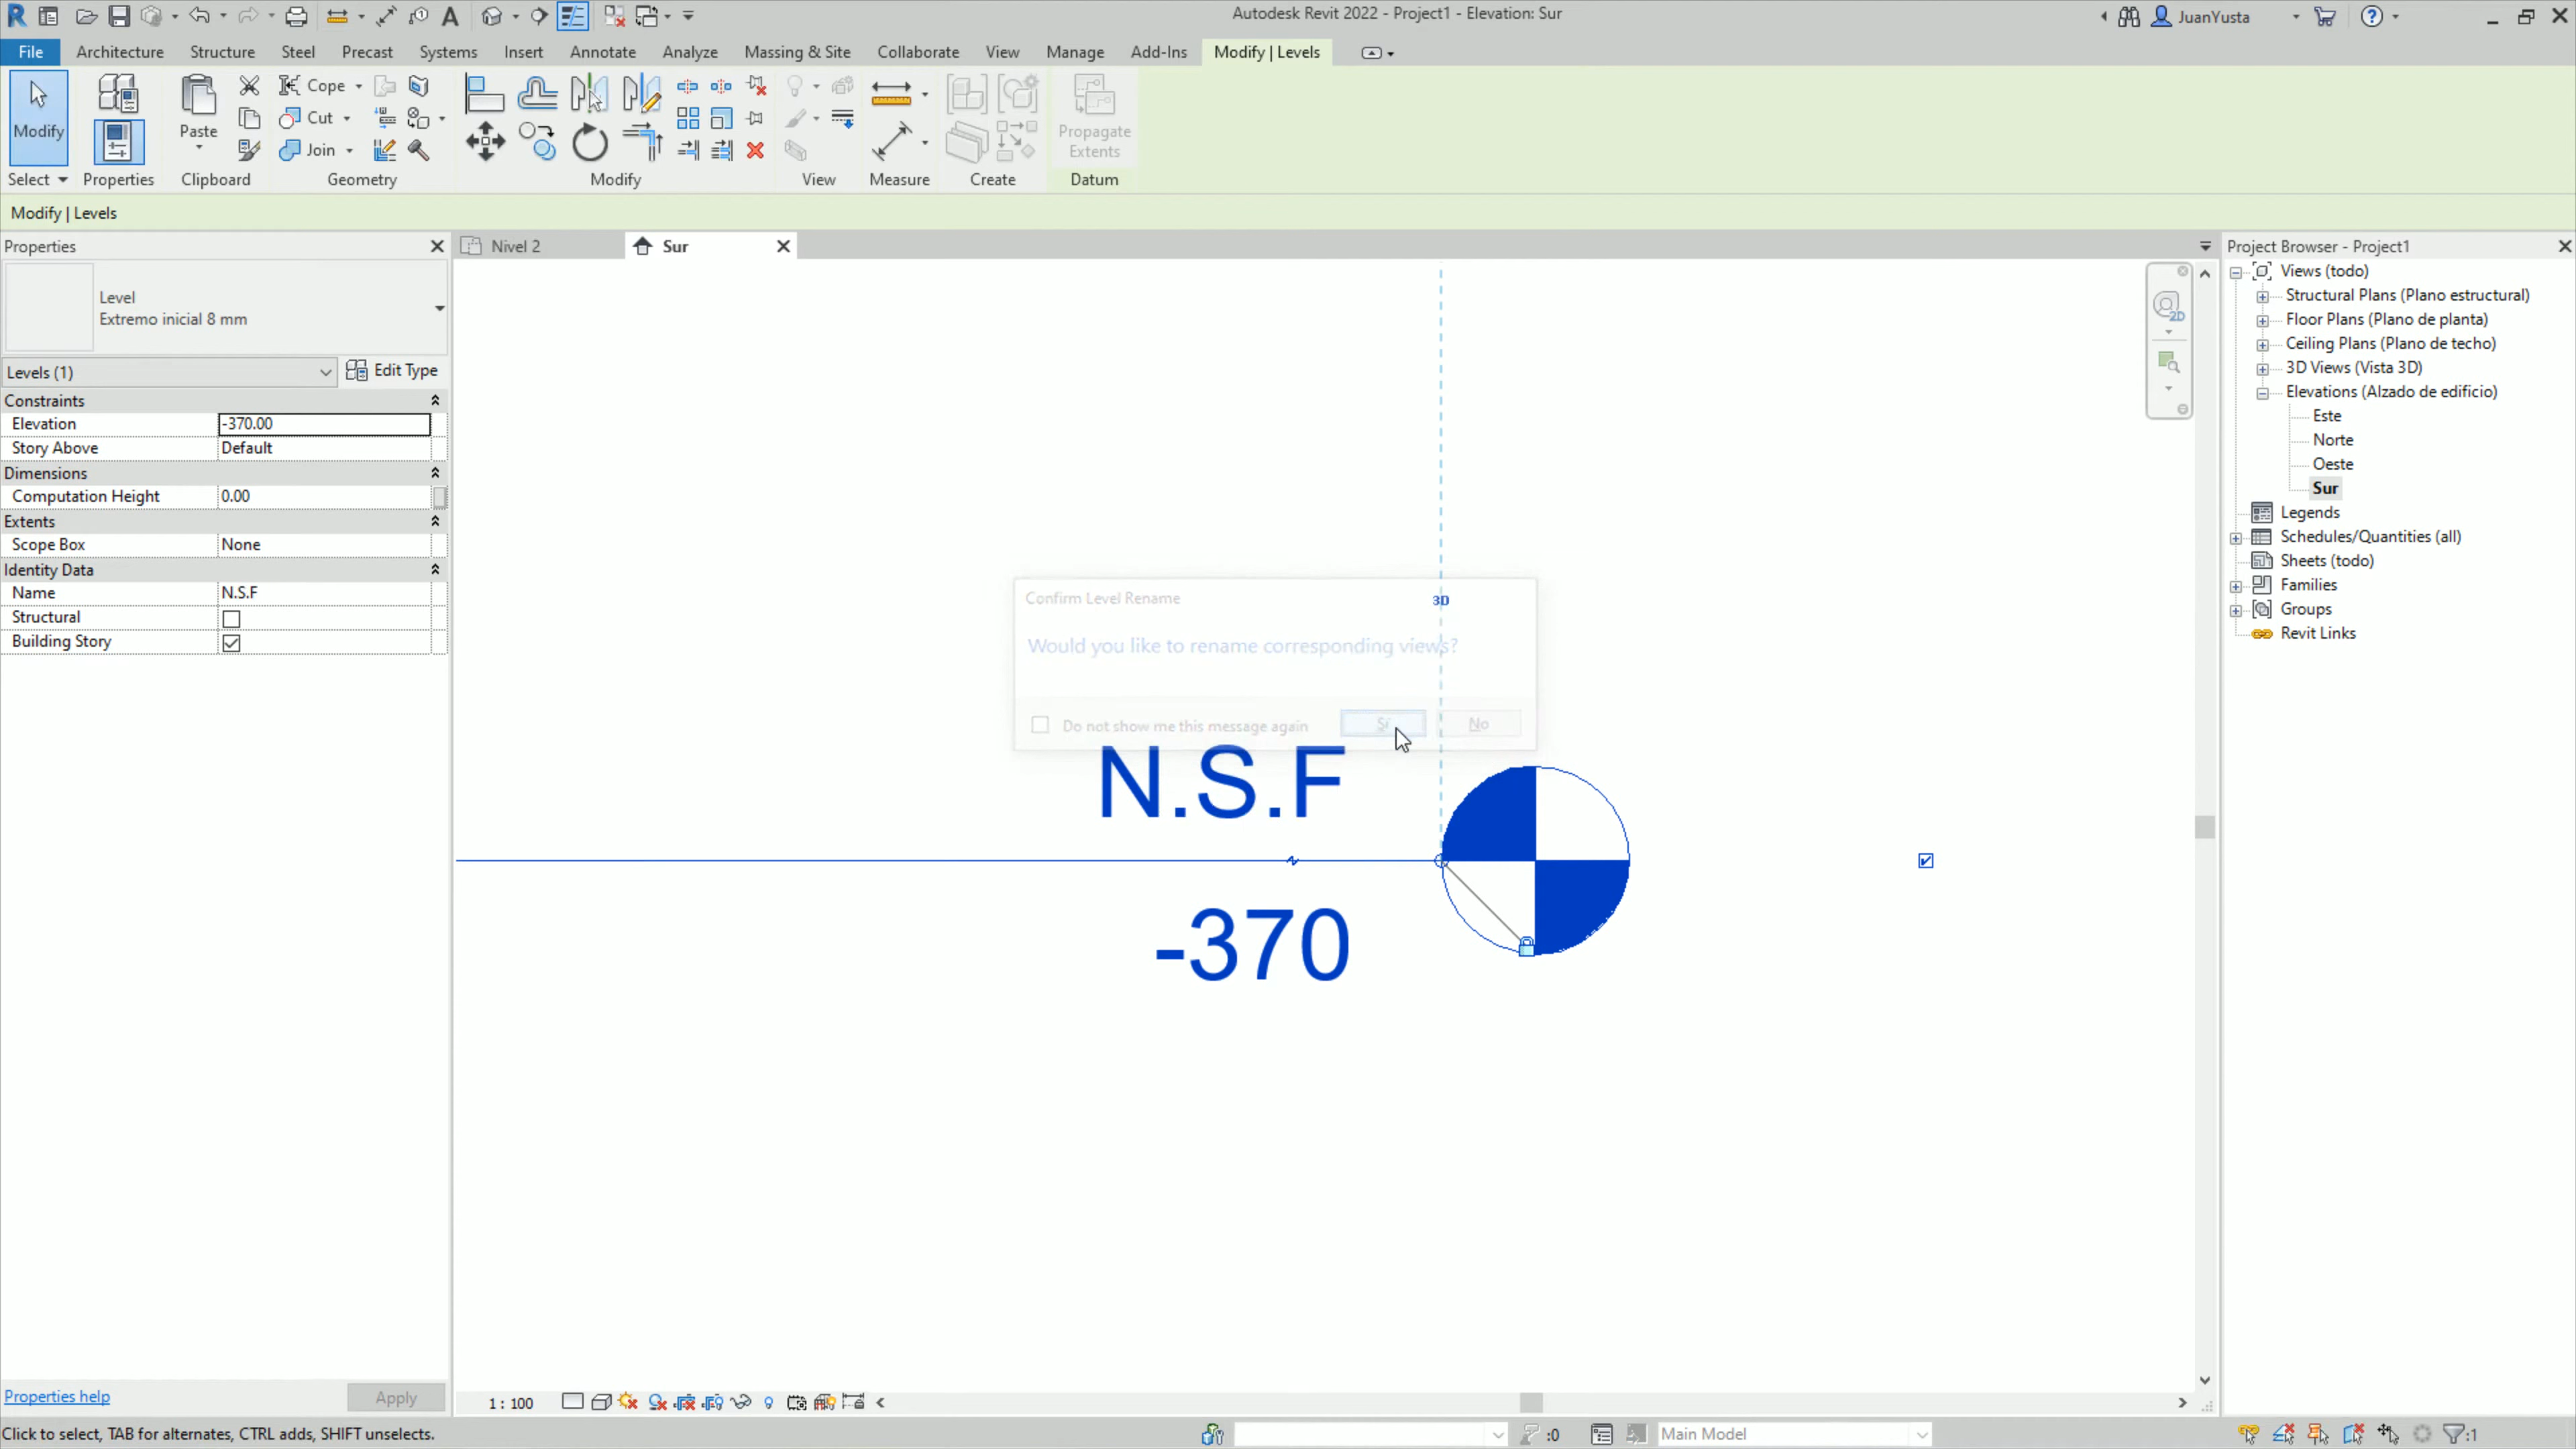 Autodesk Revit 2022 - Project1 - Elevation: Sur
JuanYusta
File Architecture Structure Steel Precast Systems Insert Annotate Analyze Massing & Site Collaborate View Manage Add-Ins Modify | Levels
Modify
Paste
Cope
Cut
Join
Propagate
Extents
Select Properties Clipboard Geometry Modify View Measure Create Datum
Modify | Levels
Properties
Level
Extremo inicial 8 mm
Levels (1)
Edit Type
Constraints
Elevation -370.00
Story Above Default
Dimensions
Computation Height 0.00
Extents
Scope Box None
Identity Data
Name N.S.F
Structural
Building Story
Properties help
Apply
Nivel 2
Sur
2D
Confirm Level Rename
3D
Would you like to rename corresponding views?
Do not show me this message again
No
N.S.F
-370
Project Browser - Project1
Views (todo)
Structural Plans (Plano estructural)
Floor Plans (Plano de planta)
Ceiling Plans (Plano de techo)
3D Views (Vista 3D)
Elevations (Alzado de edificio)
Este
Norte
Oeste
Sur
Legends
Schedules/Quantities (all)
Sheets (todo)
Families
Groups
Revit Links
1 : 100
Click to select, TAB for alternates, CTRL adds, SHIFT unselects.
:0
Main Model
:1